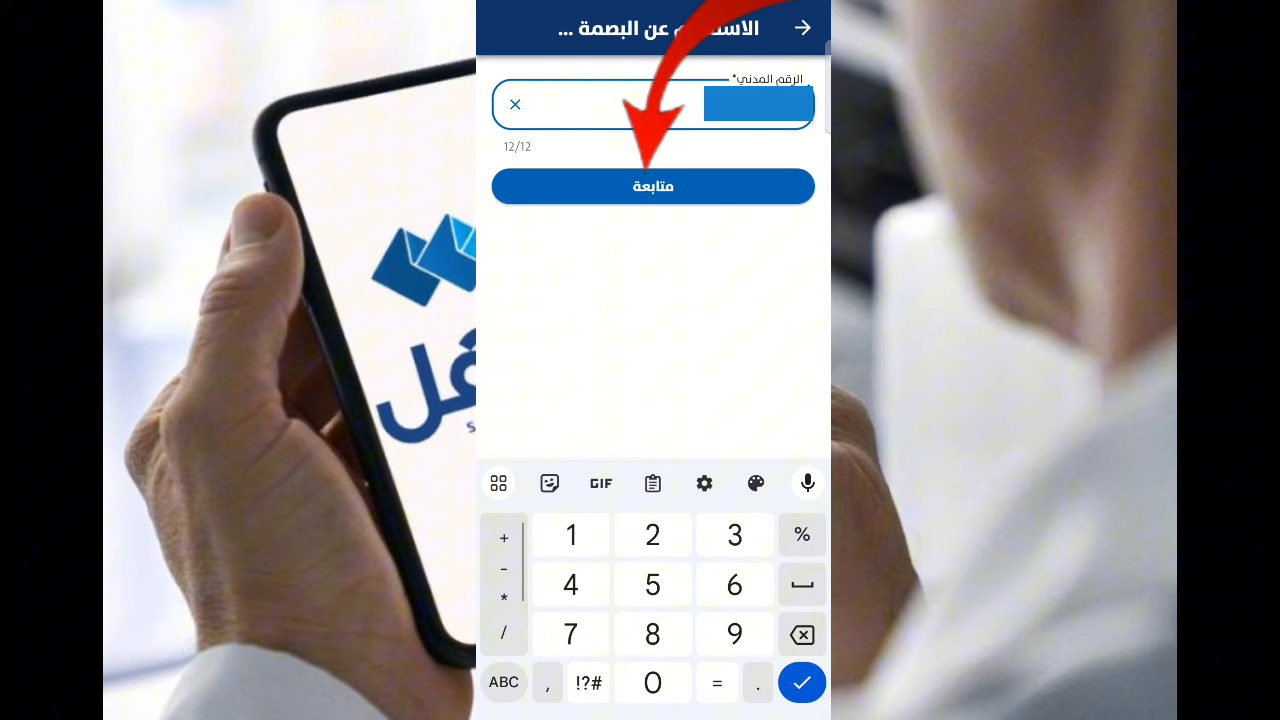 عن البصمة ...
الرقم المدني*
12/12
متابعة
GIF
+ 1 2 3 %
- 4 5 6
*
/ 7 8 9
ABC , !?# 0 = .